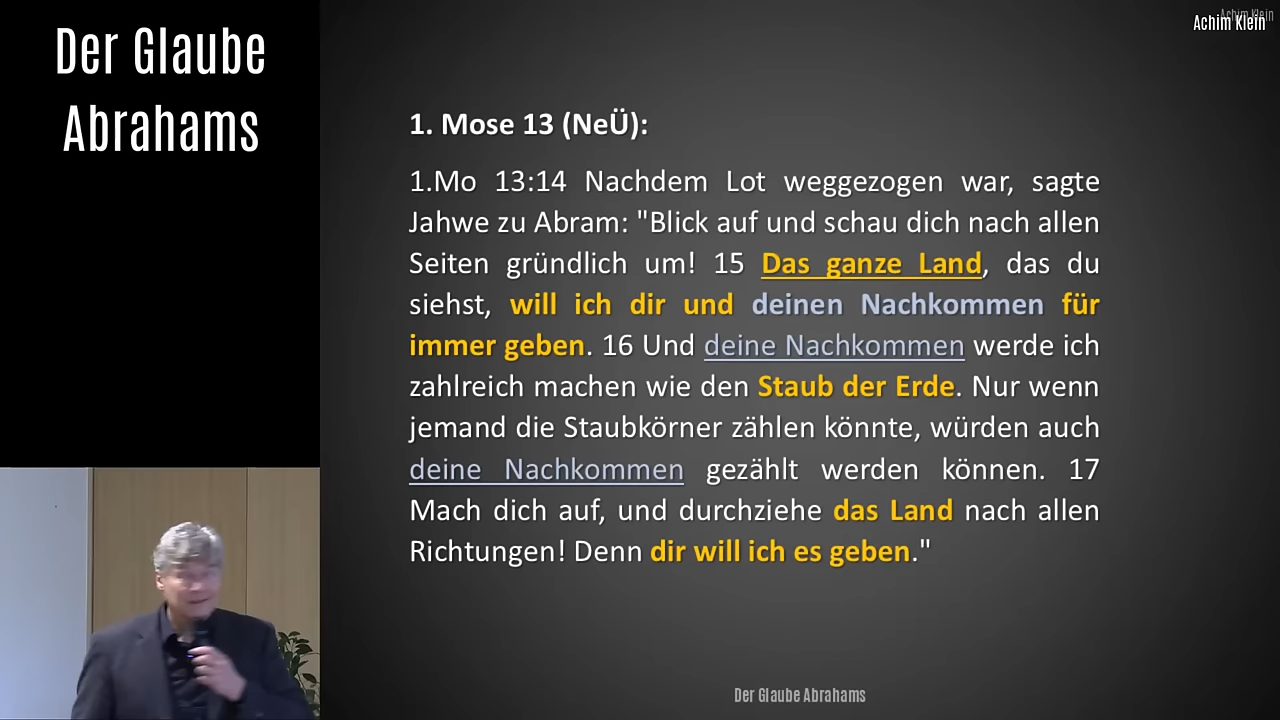 Der Glaube
Abrahams
Achim Klein
Achim Klein
1. Mose 13 (NeÜ):
1.Mo 13:14 Nachdem Lot weggezogen war, sagte
Jahwe zu Abram: "Blick auf und schau dich nach allen
Seiten gründlich um! 15 Das ganze Land, das du
siehst, will ich dir und deinen Nachkommen für
immer geben. 16 Und deine Nachkommen werde ich
zahlreich machen wie den Staub der Erde. Nur wenn
jemand die Staubkörner zählen könnte, würden auch
deine Nachkommen gezählt werden können. 17
Mach dich auf, und durchziehe das Land nach allen
Richtungen! Denn dir will ich es geben."
Der Glaube Abrahams